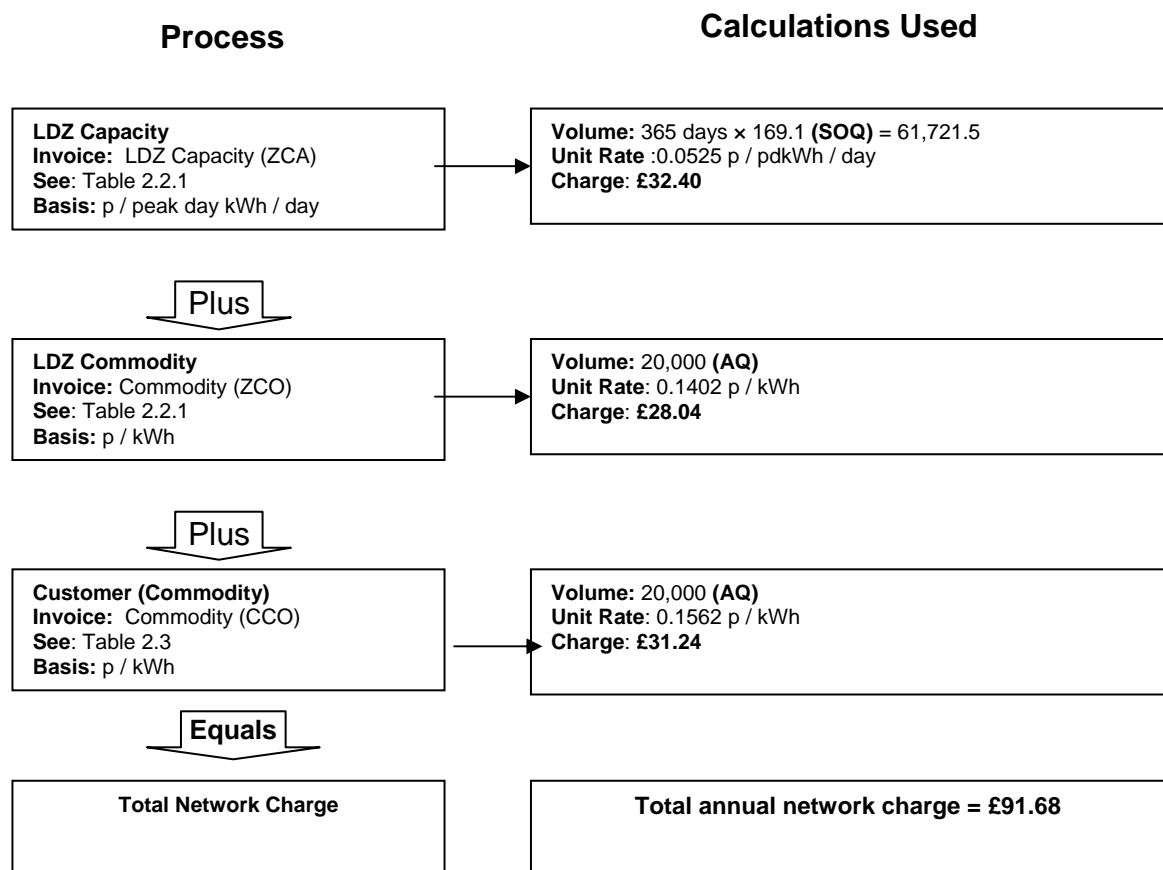 Process
Calculations Used
LDZ Capacity
Invoice: LDZ Capacity (ZCA)
See: Table 2.2.1
Basis: p / peak day kWh / day
Volume: 365 days × 169.1 (SOQ) = 61,721.5
Unit Rate :0.0525 p / pdkWh / day
Charge: £32.40
Plus
LDZ Commodity
Invoice: Commodity (ZCO)
See: Table 2.2.1
Basis: p / kWh
Volume: 20,000 (AQ)
Unit Rate: 0.1402 p / kWh
Charge: £28.04
Plus
Customer (Commodity)
Invoice: Commodity (CCO)
See: Table 2.3
Basis: p / kWh
Volume: 20,000 (AQ)
Unit Rate: 0.1562 p / kWh
Charge: £31.24
Equals
Total Network Charge
Total annual network charge = £91.68